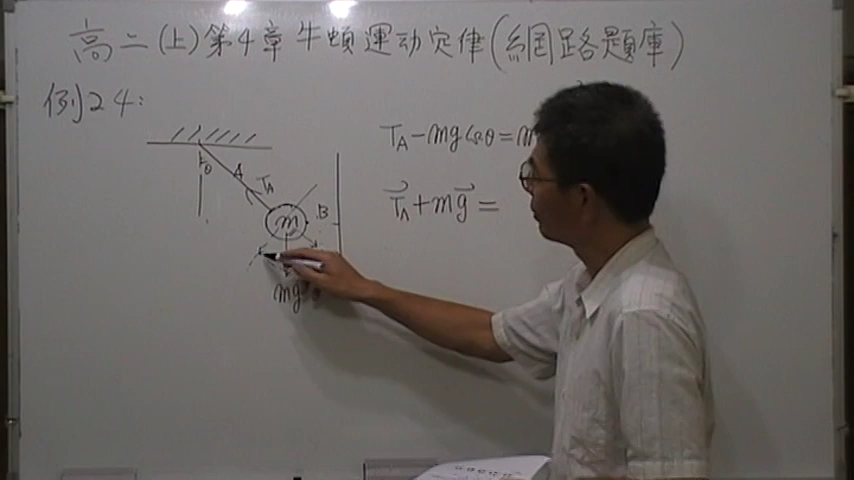 高二(上)第4章 牛頓運动定律(網路題庫)
例24:
T_A - mg cosθ = m
θ A T_A
m B
T⃗_A + mg⃗ =
mg